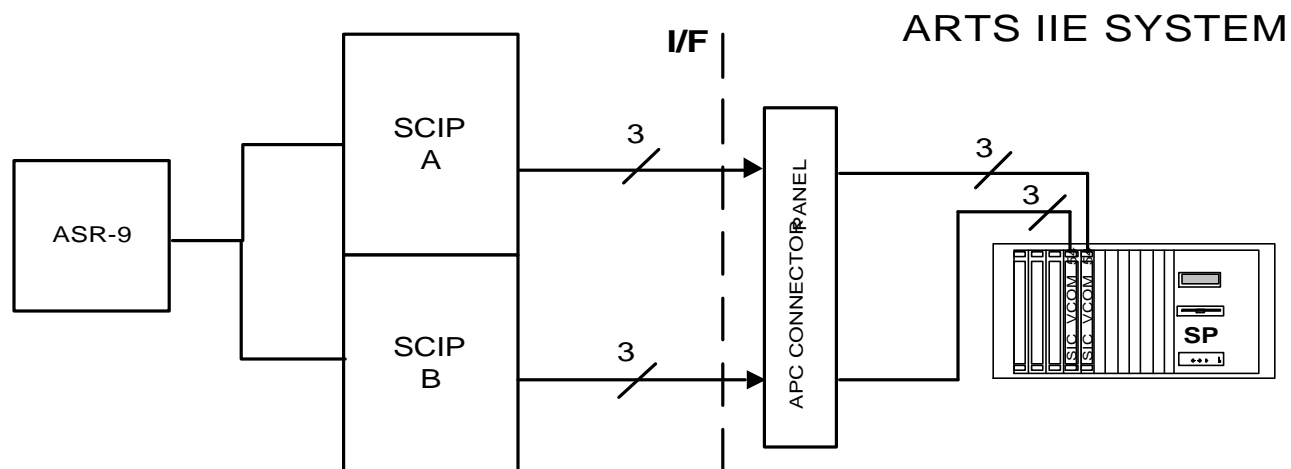 ARTS IIE SYSTEM
I/F
SCIP
A
3
3
3
ASR-9
APC CONNECTOR
PANEL
SIC VCOM
SIC VCOM
SP
SCIP
B
3